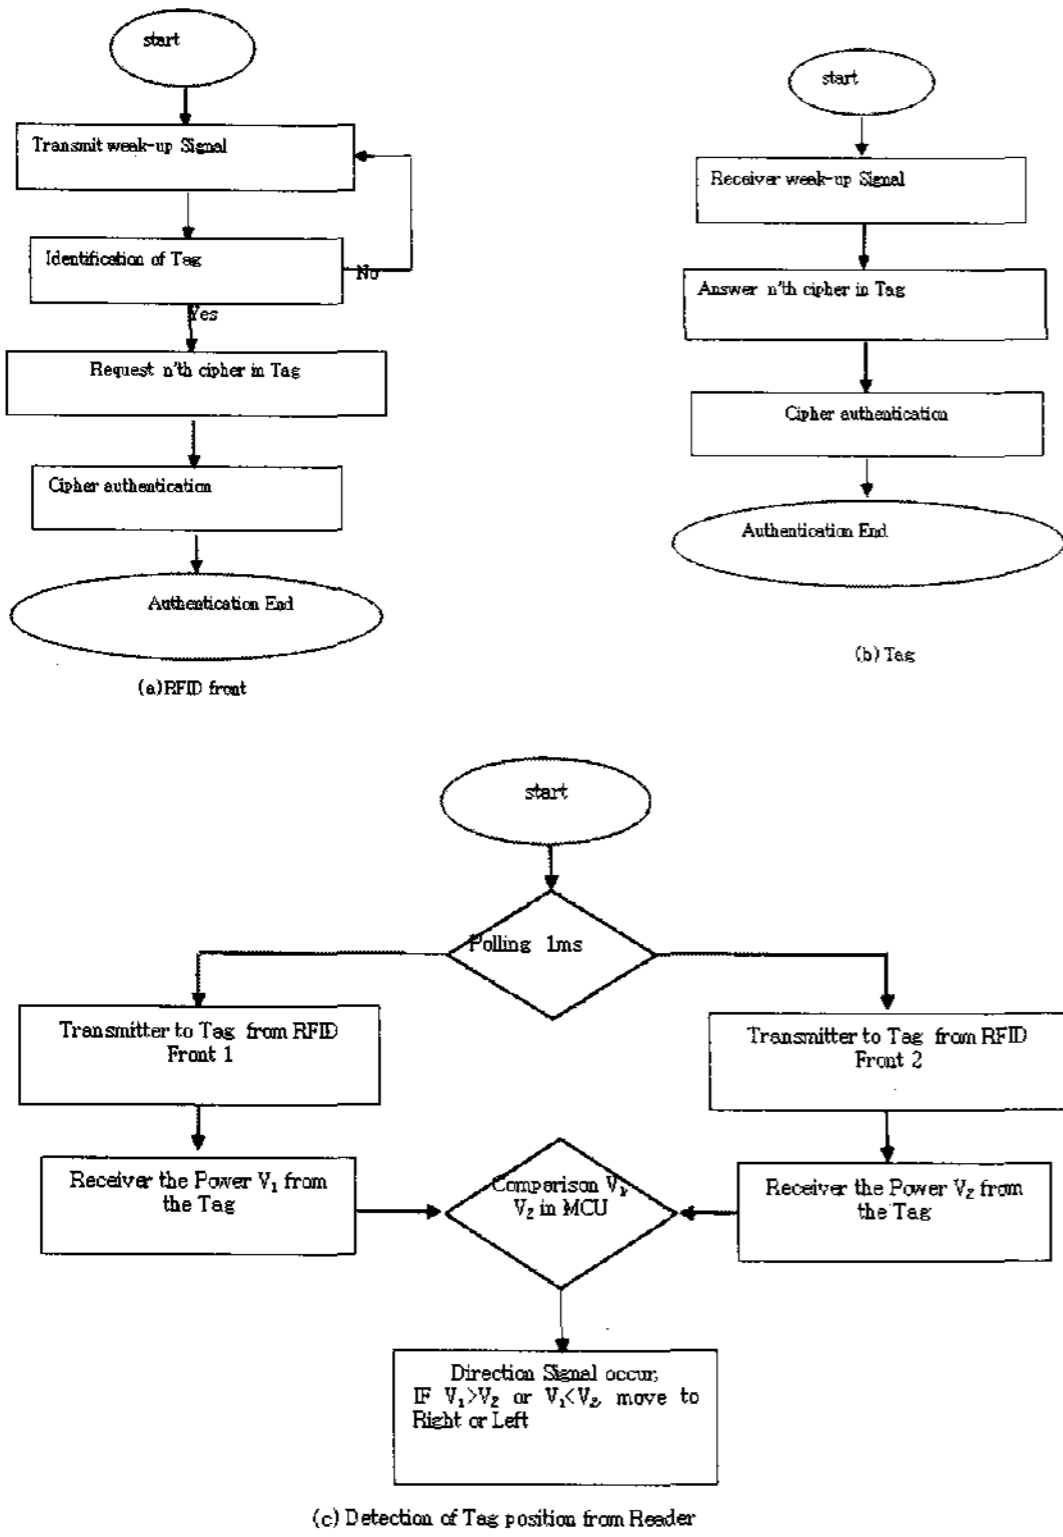 start
Transmit weak-up Signal
Identification of Tag
No
Yes
Request n'th cipher in Tag
Cipher authentication
Authentication End
(a)RFID front
start
Receiver weak-up Signal
Answer n'th cipher in Tag
Cipher authentication
Authentication End
(b) Tag
start
Polling 1ms
Transmitter to Tag from RFID
Front 1
Transmitter to Tag from RFID
Front 2
Receiver the Power V₁ from
the Tag
Comparison V₁,
V₂ in MCU
Receiver the Power V₂ from
the Tag
Direction Signal occur,
IF V₁>V₂ or V₁<V₂, move to
Right or Left
(c) Detection of Tag position from Reader